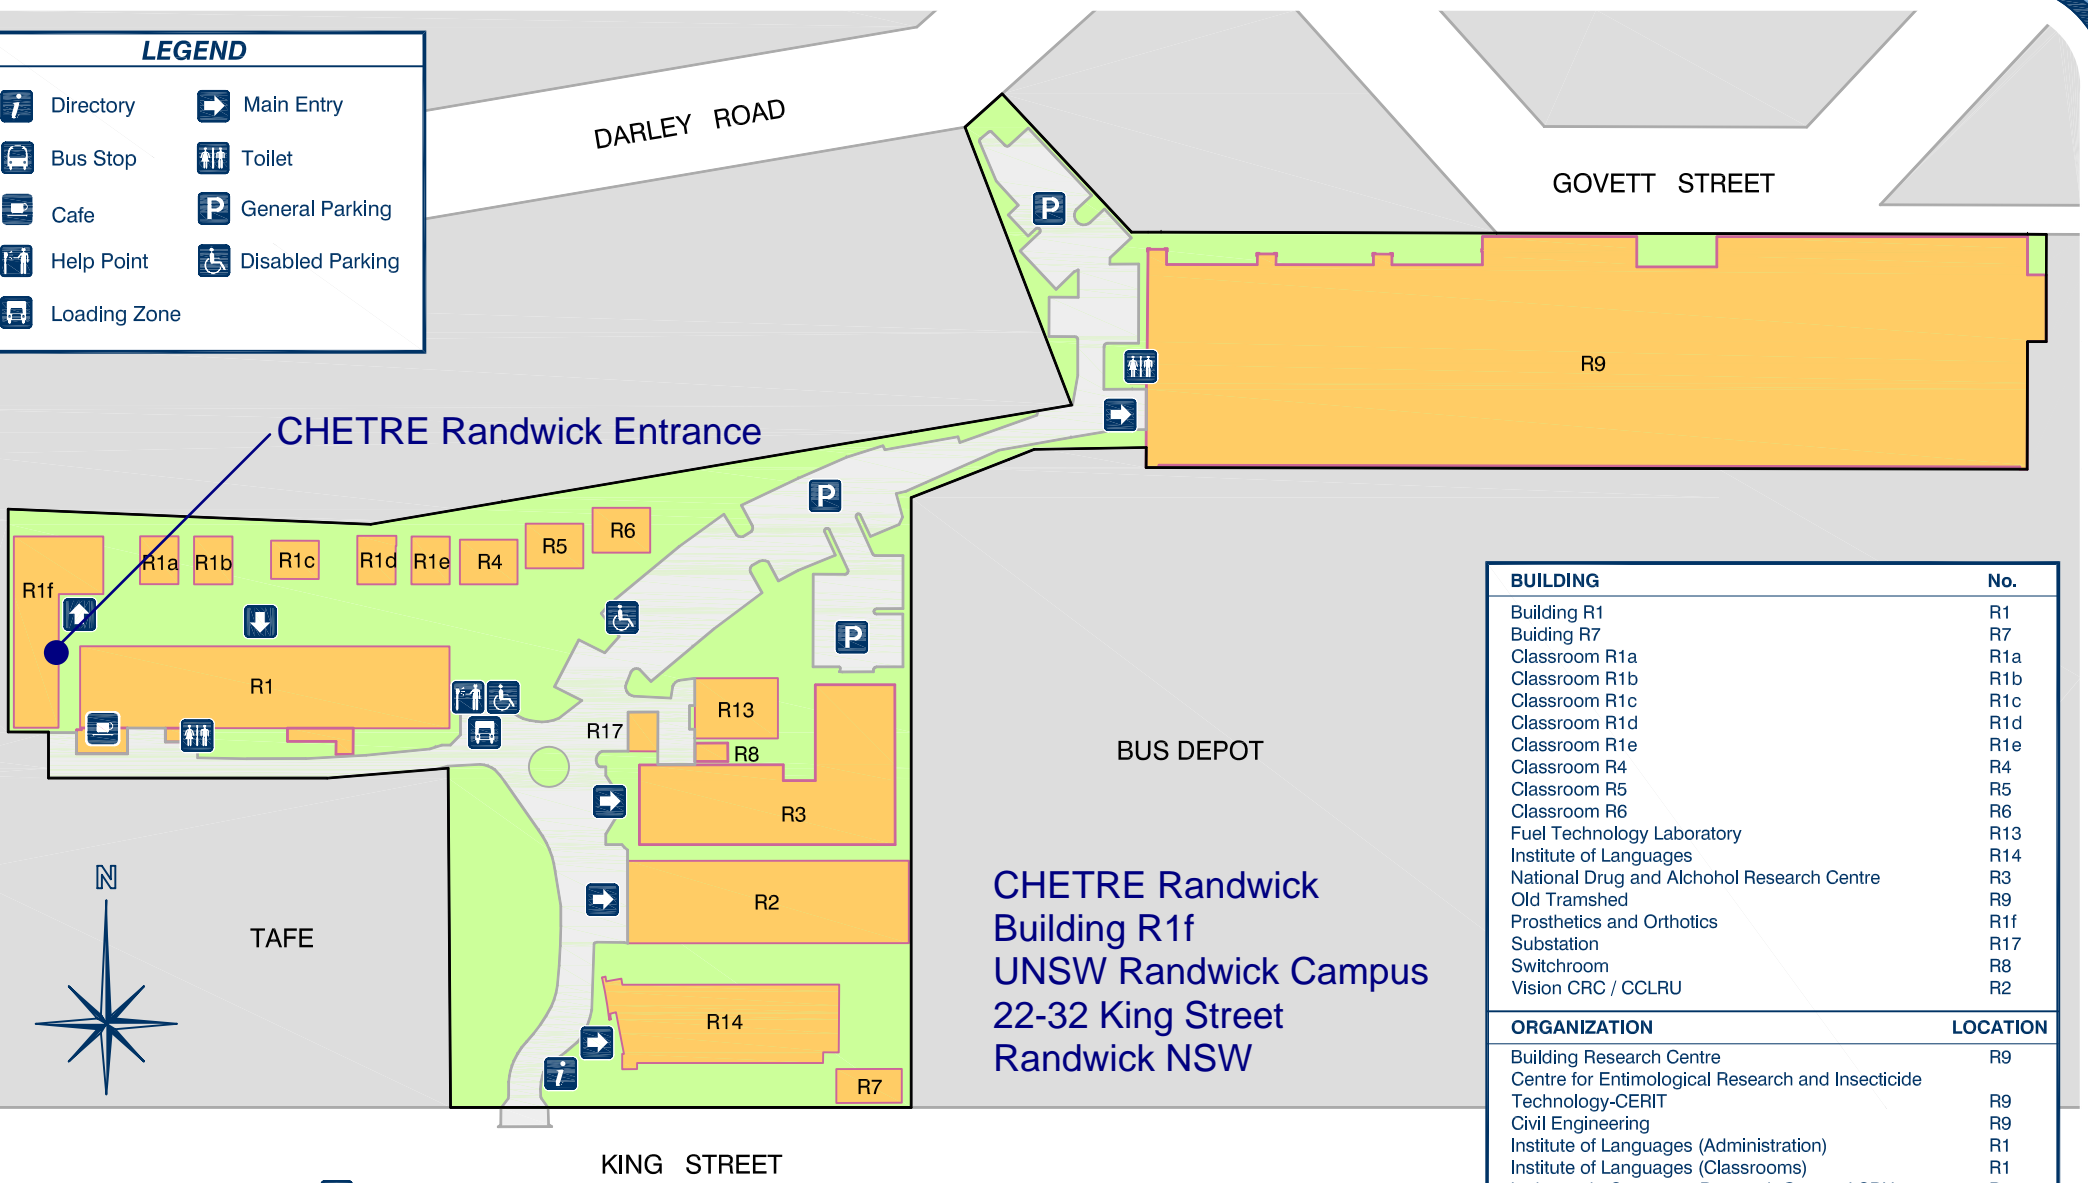 LEGEND
Directory
Main Entry
Bus Stop
Toilet
Cafe
P General Parking
Help Point
Disabled Parking
Loading Zone
DARLEY ROAD
GOVETT STREET
P
R9
CHETRE Randwick Entrance
P
R6
R5
R1f
R1a
R1b
R1c
R1d
R1e
R4
P
R1
R13
R17
R8
R3
BUS DEPOT
R2
N
TAFE
R14
R7
CHETRE Randwick
Building R1f
UNSW Randwick Campus
22-32 King Street
Randwick NSW
KING STREET
BUILDING No.
Building R1 R1
Buiding R7 R7
Classroom R1a R1a
Classroom R1b R1b
Classroom R1c R1c
Classroom R1d R1d
Classroom R1e R1e
Classroom R4 R4
Classroom R5 R5
Classroom R6 R6
Fuel Technology Laboratory R13
Institute of Languages R14
National Drug and Alchohol Research Centre R3
Old Tramshed R9
Prosthetics and Orthotics R1f
Substation R17
Switchroom R8
Vision CRC / CCLRU R2
ORGANIZATION LOCATION
Building Research Centre R9
Centre for Entimological Research and Insecticide
Technology-CERIT R9
Civil Engineering R9
Institute of Languages (Administration) R1
Institute of Languages (Classrooms) R1